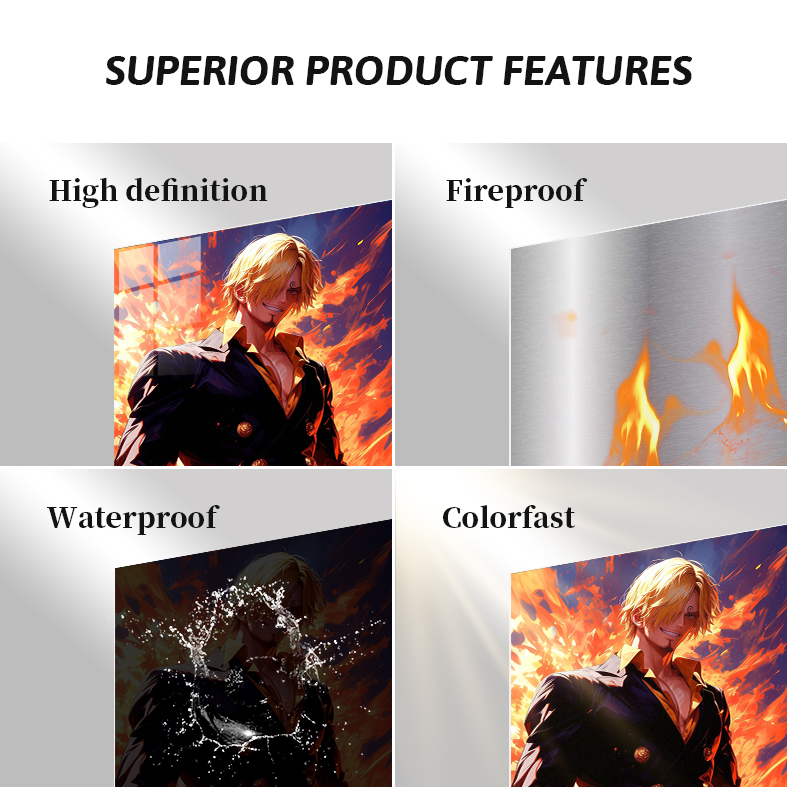 SUPERIOR PRODUCT FEATURES
High definition
Fireproof
Waterproof
Colorfast